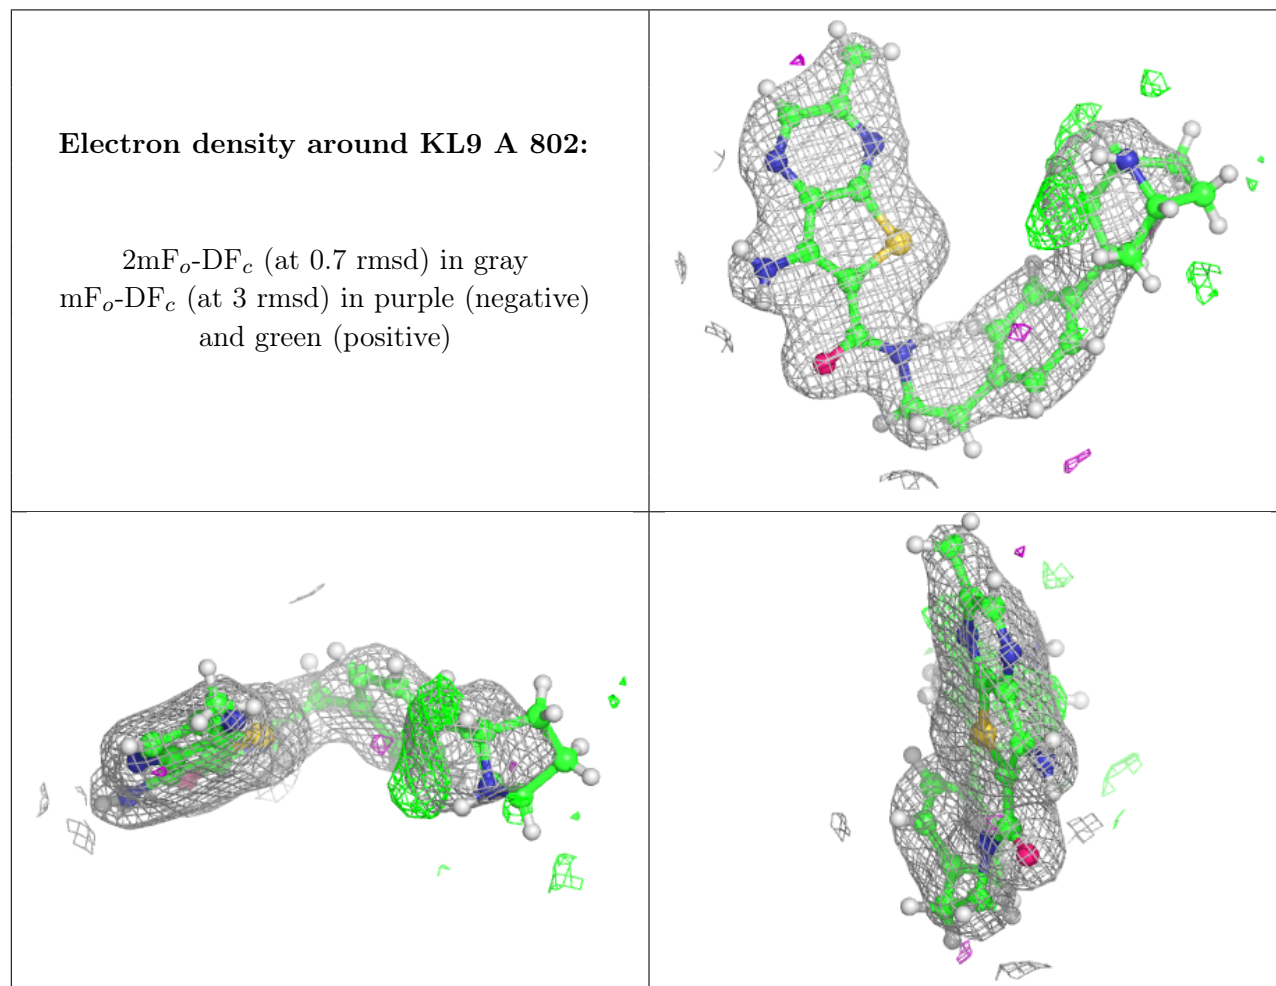 Electron density around KL9 A 802:
2mFₒ-DF𝒸 (at 0.7 rmsd) in gray
mFₒ-DF𝒸 (at 3 rmsd) in purple (negative)
and green (positive)